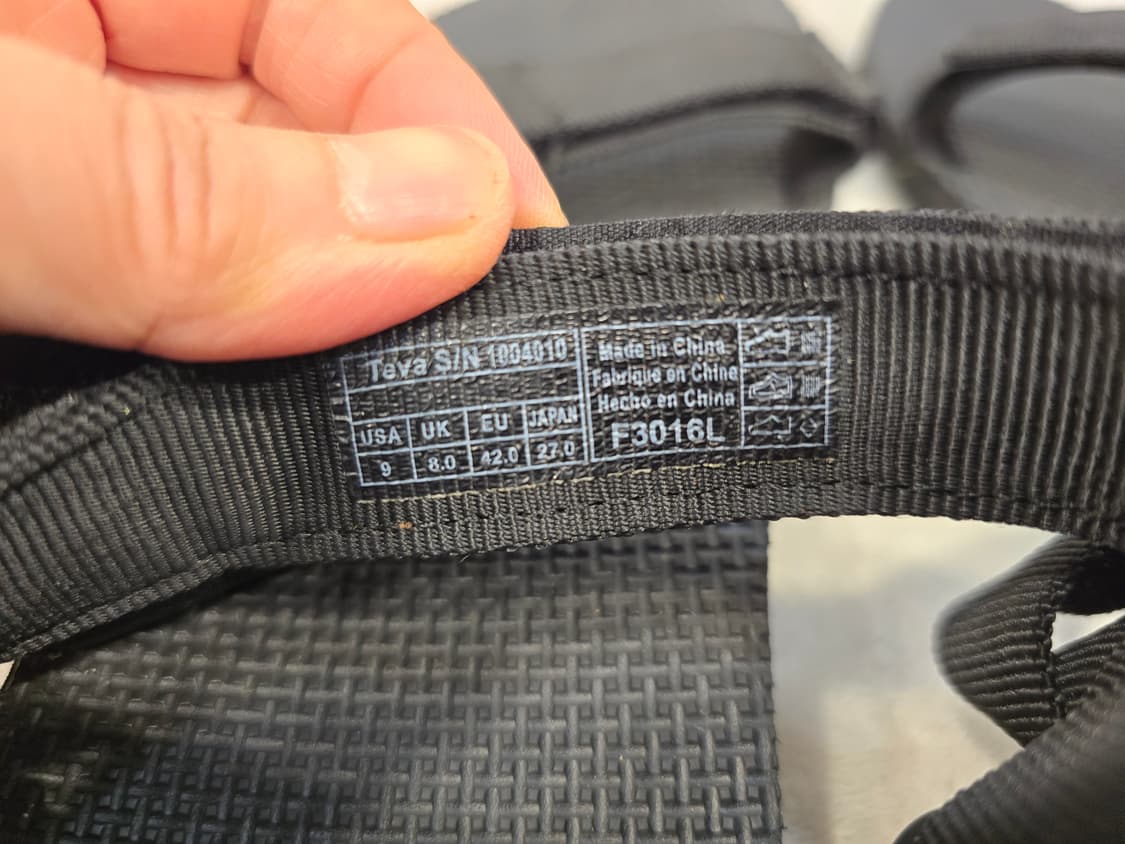 Teva S/N 1004010
USA UK EU JAPAN
9 8.0 42.0 27.0
Made in China
Fabrique en China
Hecho en China
F3016L